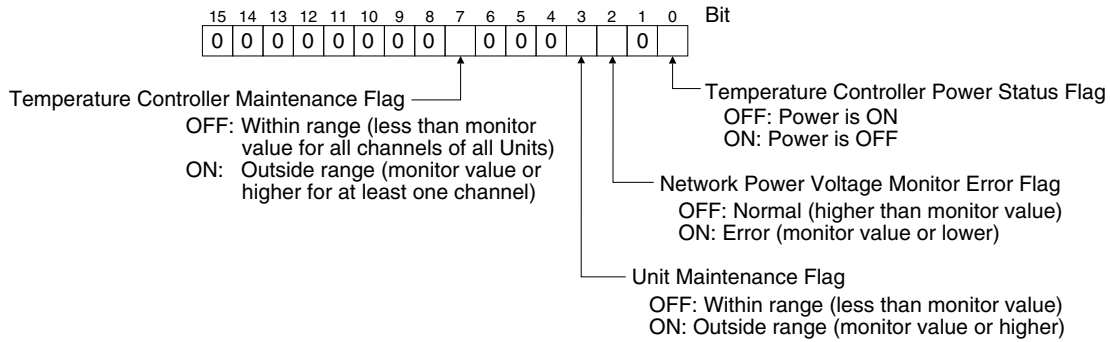 15 14 13 12 11 10 9 8 7 6 5 4 3 2 1 0 Bit
0 0 0 0 0 0 0 0 0 0 0 0
Temperature Controller Maintenance Flag
OFF: Within range (less than monitor
value for all channels of all Units)
ON: Outside range (monitor value or
higher for at least one channel)
Temperature Controller Power Status Flag
OFF: Power is ON
ON: Power is OFF
Network Power Voltage Monitor Error Flag
OFF: Normal (higher than monitor value)
ON: Error (monitor value or lower)
Unit Maintenance Flag
OFF: Within range (less than monitor value)
ON: Outside range (monitor value or higher)